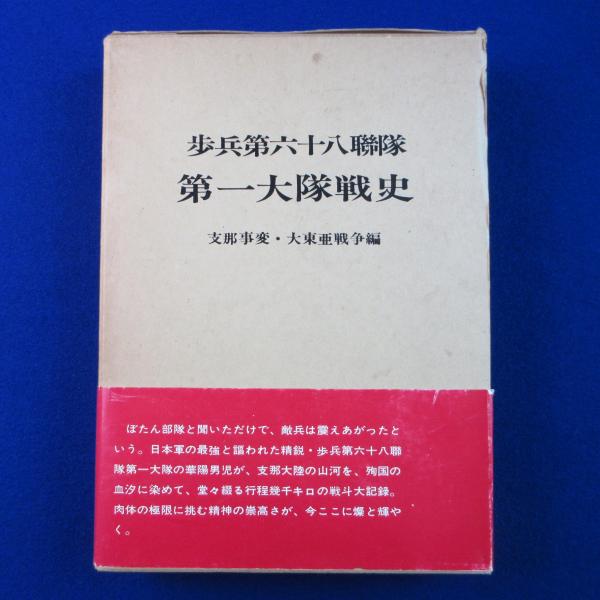 歩兵第六十八聯隊
第一大隊戦史
支那事変・大東亜戦争編
ぼたん部隊と聞いただけで、敵兵は震えあがったと
いう。日本軍の最強と謳われた精鋭・歩兵第六十八聯
隊第一大隊の華陽男児が、支那大陸の山河を、殉国の
血汐に染めて、堂々綴る行程幾千キロの戦斗大記録。
肉体の極限に挑む精神の崇高さが、今ここに燦と輝や
く。